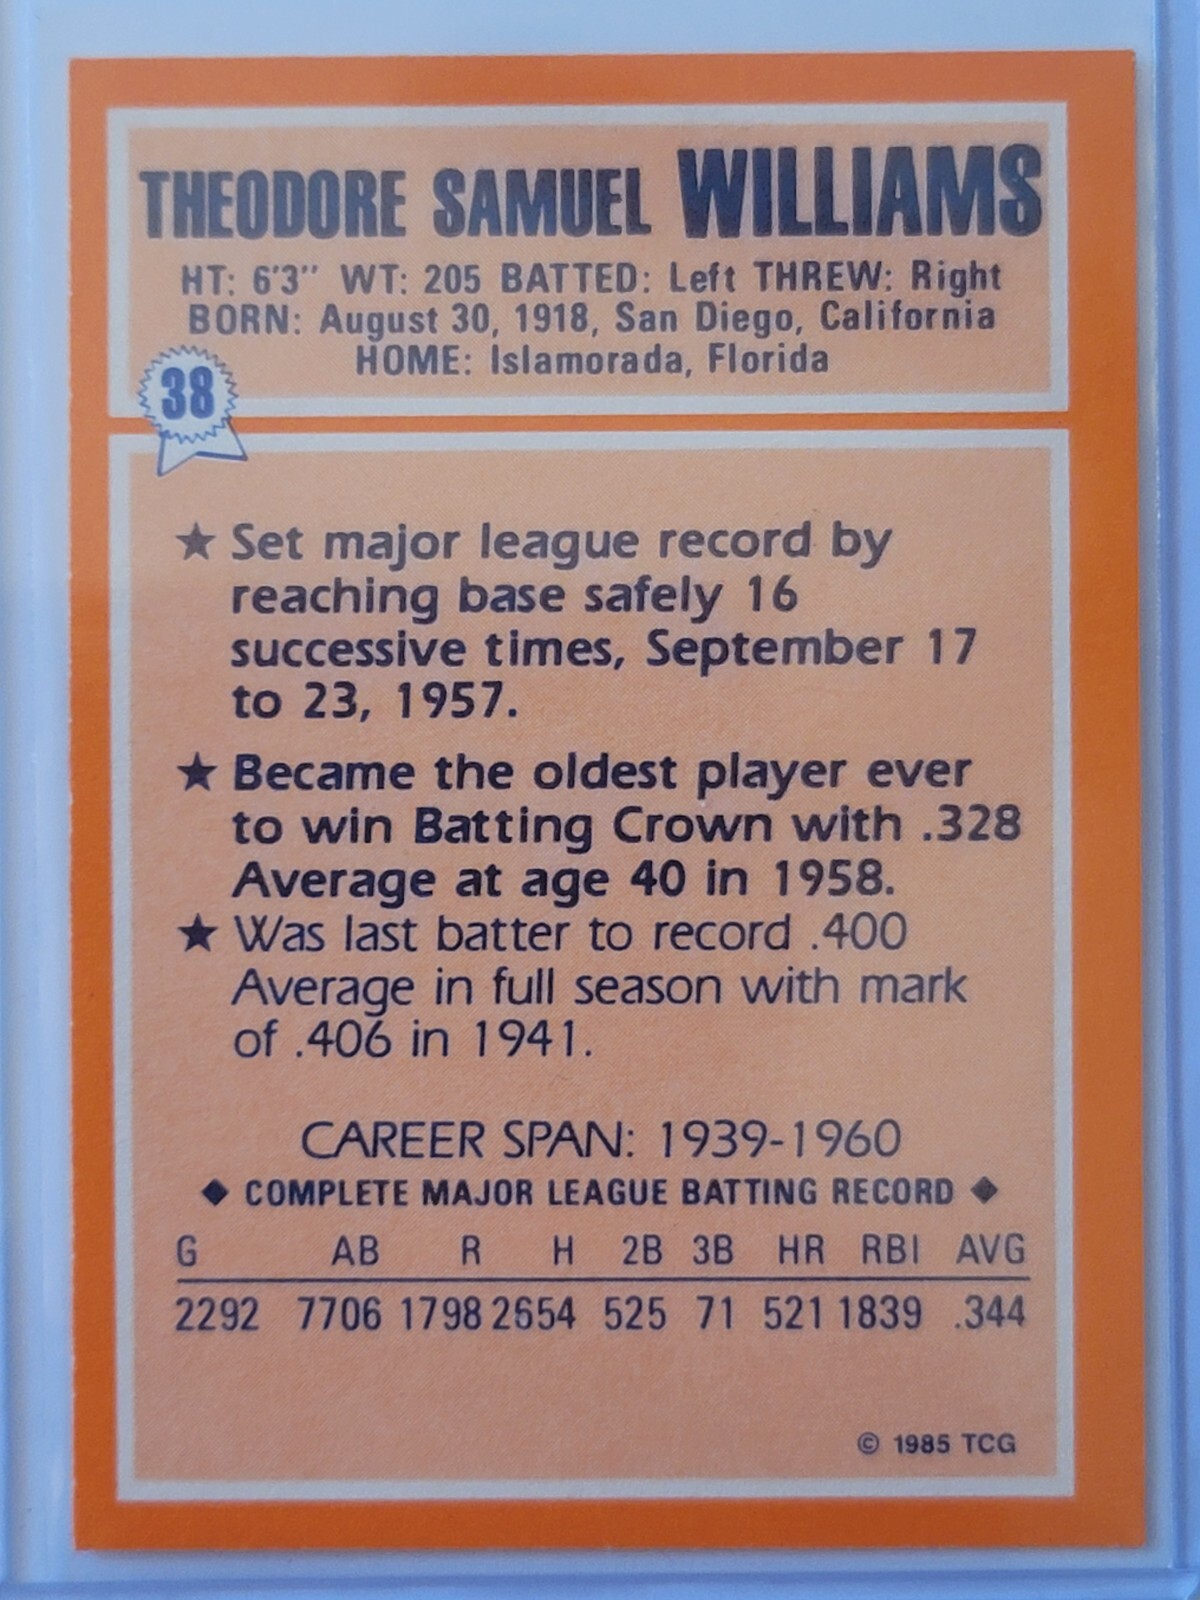 THEODORE SAMUEL WILLIAMS
HT: 6'3" WT: 205 BATTED: Left THREW: Right
BORN: August 30, 1918, San Diego, California
HOME: Islamorada, Florida
38
★ Set major league record by
reaching base safely 16
successive times, September 17
to 23, 1957.
★ Became the oldest player ever
to win Batting Crown with .328
Average at age 40 in 1958.
★ Was last batter to record .400
Average in full season with mark
of .406 in 1941.
CAREER SPAN: 1939-1960
◆ COMPLETE MAJOR LEAGUE BATTING RECORD ◆
G AB R H 2B 3B HR RBI AVG
2292 7706 1798 2654 525 71 521 1839 .344
© 1985 TCG